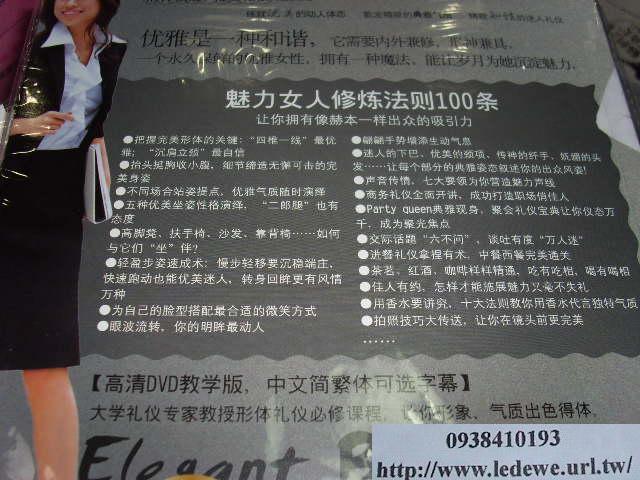 优雅是一种和谐，它需要内外兼修，形神兼具。
一个永久保有的优雅女性，拥有一种魔法，能让岁月为她沉淀魅力。
魅力女人修炼法则100条
让你拥有像赫本一样出众的吸引力
●把握完美形体的关键："四椎一线"最优
雅；"沉肩立颈"最自信
●抬头挺胸收小腹，细节缔造无懈可击的完
美身姿
●不同场合站姿提点，优雅气质随时演绎
●五种优美坐姿性格演绎，"二郎腿"也有
态度
●高脚凳、扶手椅、沙发、靠背椅……如何
与它们"坐"伴？
●轻盈步姿速成术：慢步轻移要沉稳端庄，
快速跑动也能优美迷人，转身回眸更有风情
万种
●为自己的脸型搭配最合适的微笑方式
●眼波流转，你的明眸最动人
●翩翩手势增添生动气息
●迷人的下巴、优美的颈项、传神的纤手、妩媚的头
发……让每个部分的典雅姿态叙述你的出众风姿！
●声音传情，七大要领为你营造魅力声线
●商务礼仪全面开讲，成功打造职场俏佳人
●Party queen典雅现身，聚会礼仪宝典让你仪态万
千，成为聚光焦点
●交际话题"六不问"，谈吐有度"万人迷"
●进餐礼仪拿捏有术，中餐西餐完美通关
●茶茗、红酒、咖啡样样精通，吃有吃相，喝有喝相
●佳人有约，怎样才能施展魅力又毫不失礼
●用香水要讲究，十大法则教你用香水代言独特气质
●拍照技巧大传送，让你在镜头前更完美
……
【高清DVD教学版，中文简繁体可选字幕】
大学礼仪专家教授形体礼仪必修课程，让你形象、气质出色得体，
Elegant
0938410193
http://www.ledewe.url.tw/